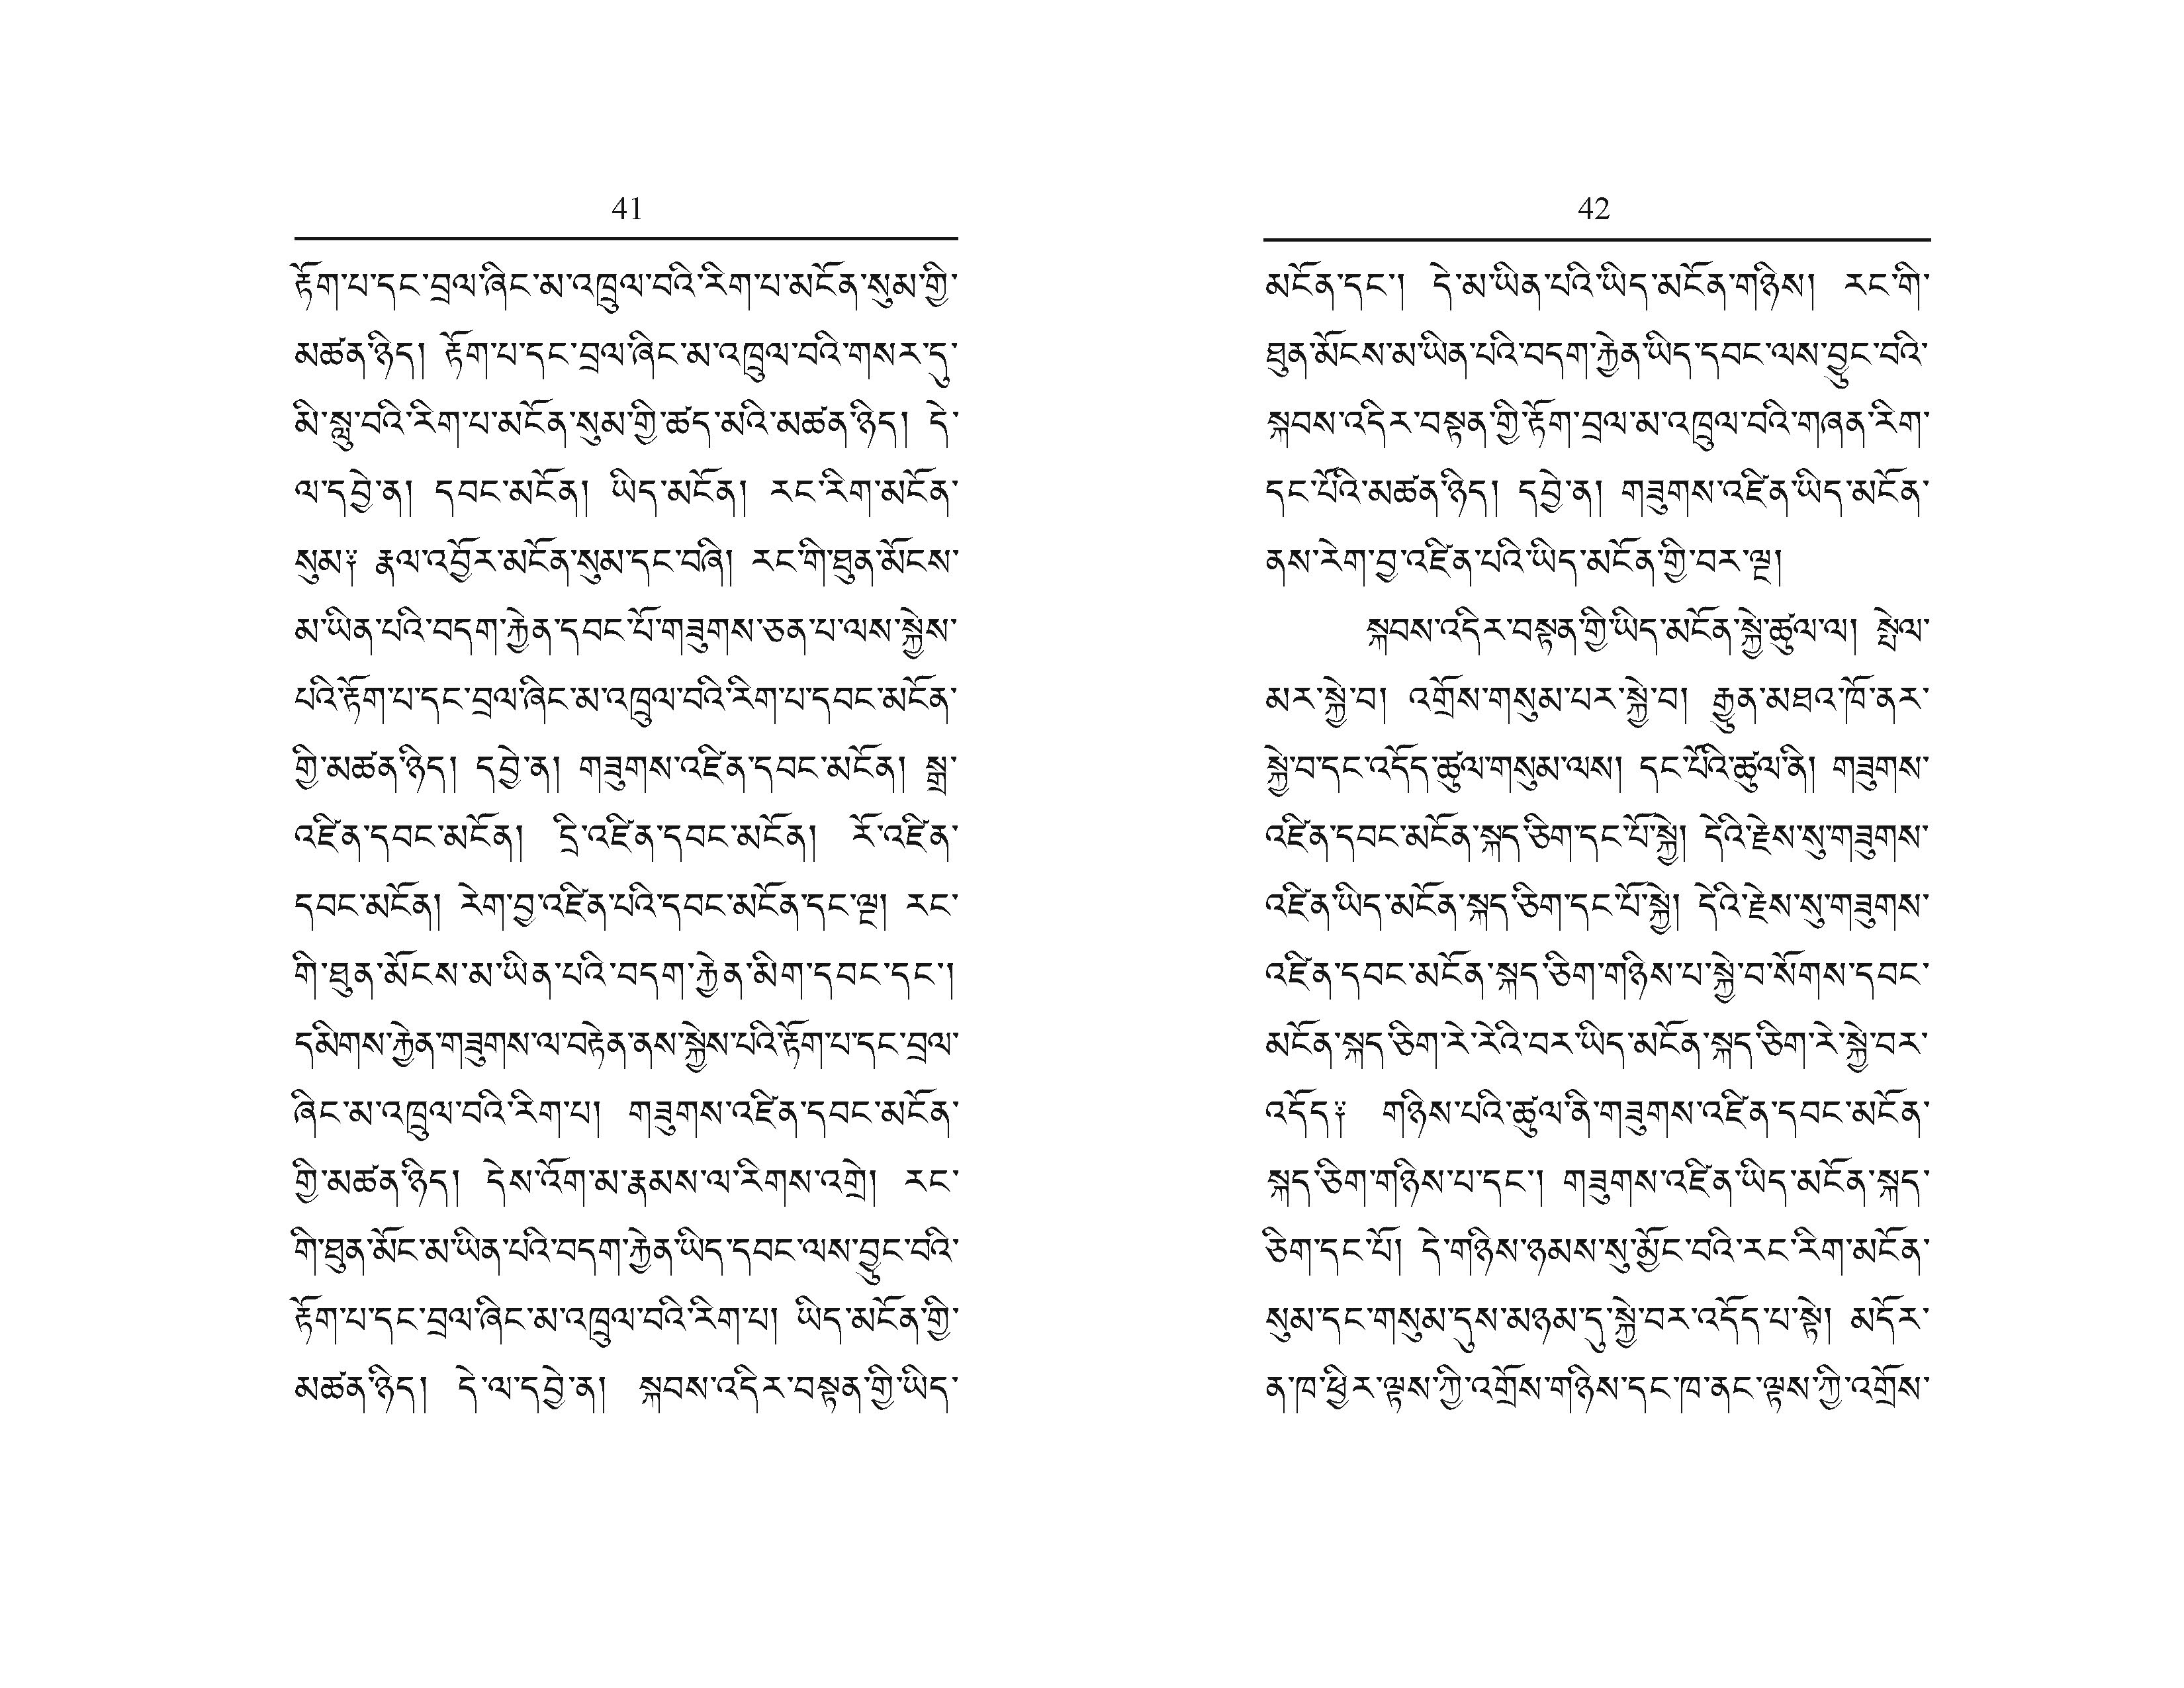 41
རྟོག་པ་དང་བྲལ་ཞིང་མ་འཁྲུལ་བའི་རིག་པ་མངོན་སུམ་གྱི་
མཚན་ཉིད། རྟོག་པ་དང་བྲལ་ཞིང་མ་འཁྲུལ་བའི་གསར་དུ་
མི་སླུ་བའི་རིག་པ་མངོན་སུམ་གྱི་ཚད་མའི་མཚན་ཉིད། དེ་
ལ་དབྱེ་ན། དབང་མངོན། ཡིད་མངོན། རང་རིག་མངོན་
སུམ༑ རྣལ་འབྱོར་མངོན་སུམ་དང་བཞི། རང་གི་ཐུན་མོངས་
མ་ཡིན་པའི་བདག་རྐྱེན་དབང་པོ་གཟུགས་ཅན་པ་ལས་སྐྱེས་
པའི་རྟོག་པ་དང་བྲལ་ཞིང་མ་འཁྲུལ་བའི་རིག་པ་དབང་མངོན་
གྱི་མཚན་ཉིད། དབྱེ་ན། གཟུགས་འཛིན་དབང་མངོན། སྒྲ་
འཛིན་དབང་མངོན། དྲི་འཛིན་དབང་མངོན། རོ་འཛིན་
དབང་མངོན། རེག་བྱ་འཛིན་པའི་དབང་མངོན་དང་ལྔ། རང་
གི་ཐུན་མོངས་མ་ཡིན་པའི་བདག་རྐྱེན་མིག་དབང་དང་།
དམིགས་རྐྱེན་གཟུགས་ལ་བརྟེན་ནས་སྐྱེས་པའི་རྟོག་པ་དང་བྲལ་
ཞིང་མ་འཁྲུལ་བའི་རིག་པ། གཟུགས་འཛིན་དབང་མངོན་
གྱི་མཚན་ཉིད། དེས་འོག་མ་རྣམས་ལ་རིགས་འགྲེ། རང་
གི་ཐུན་མོང་མ་ཡིན་པའི་བདག་རྐྱེན་ཡིད་དབང་ལས་བྱུང་བའི་
རྟོག་པ་དང་བྲལ་ཞིང་མ་འཁྲུལ་བའི་རིག་པ། ཡིད་མངོན་གྱི་
མཚན་ཉིད། དེ་ལ་དབྱེ་ན། སྐབས་འདིར་བསྟན་གྱི་ཡིད་
42
མངོན་དང་། དེ་མ་ཡིན་པའི་ཡིད་མངོན་གཉིས། རང་གི་
ཐུན་མོངས་མ་ཡིན་པའི་བདག་རྐྱེན་ཡིད་དབང་ལས་བྱུང་བའི་
སྐབས་འདིར་བསྟན་གྱི་རྟོག་བྲལ་མ་འཁྲུལ་བའི་གཞན་རིག་
དང་པོའི་མཚན་ཉིད། དབྱེ་ན། གཟུགས་འཛིན་ཡིད་མངོན་
ནས་རེག་བྱ་འཛིན་པའི་ཡིད་མངོན་གྱི་བར་ལྔ།
སྐབས་འདིར་བསྟན་གྱི་ཡིད་མངོན་སྐྱེ་ཚུལ་ལ། སྤེལ་
མར་སྐྱེ་བ། འགྲོས་གསུམ་པར་སྐྱེ་བ། རྒྱུན་མཐའ་ཁོ་ནར་
སྐྱེ་བ་དང་འདོད་ཚུལ་གསུམ་ལས། དང་པོའི་ཚུལ་ནི། གཟུགས་
འཛིན་དབང་མངོན་སྐད་ཅིག་དང་པོ་སྐྱེ། དེའི་རྗེས་སུ་གཟུགས་
འཛིན་ཡིད་མངོན་སྐད་ཅིག་དང་པོ་སྐྱེ། དེའི་རྗེས་སུ་གཟུགས་
འཛིན་དབང་མངོན་སྐད་ཅིག་གཉིས་པ་སྐྱེ་བ་སོགས་དབང་
མངོན་སྐད་ཅིག་རེ་རེའི་བར་ཡིད་མངོན་སྐད་ཅིག་རེ་སྐྱེ་བར་
འདོད༑ གཉིས་པའི་ཚུལ་ནི་གཟུགས་འཛིན་དབང་མངོན་
སྐད་ཅིག་གཉིས་པ་དང་། གཟུགས་འཛིན་ཡིད་མངོན་སྐད་
ཅིག་དང་པོ། དེ་གཉིས་ཉམས་སུ་མྱོང་བའི་རང་རིག་མངོན་
སུམ་དང་གསུམ་དུས་མཉམ་དུ་སྐྱེ་བར་འདོད་པ་སྟེ། མདོར་
ན་ཁ་ཕྱིར་ལྟས་ཀྱི་འགྲོས་གཉིས་དང་ཁ་ནང་ལྟས་ཀྱི་འགྲོས་